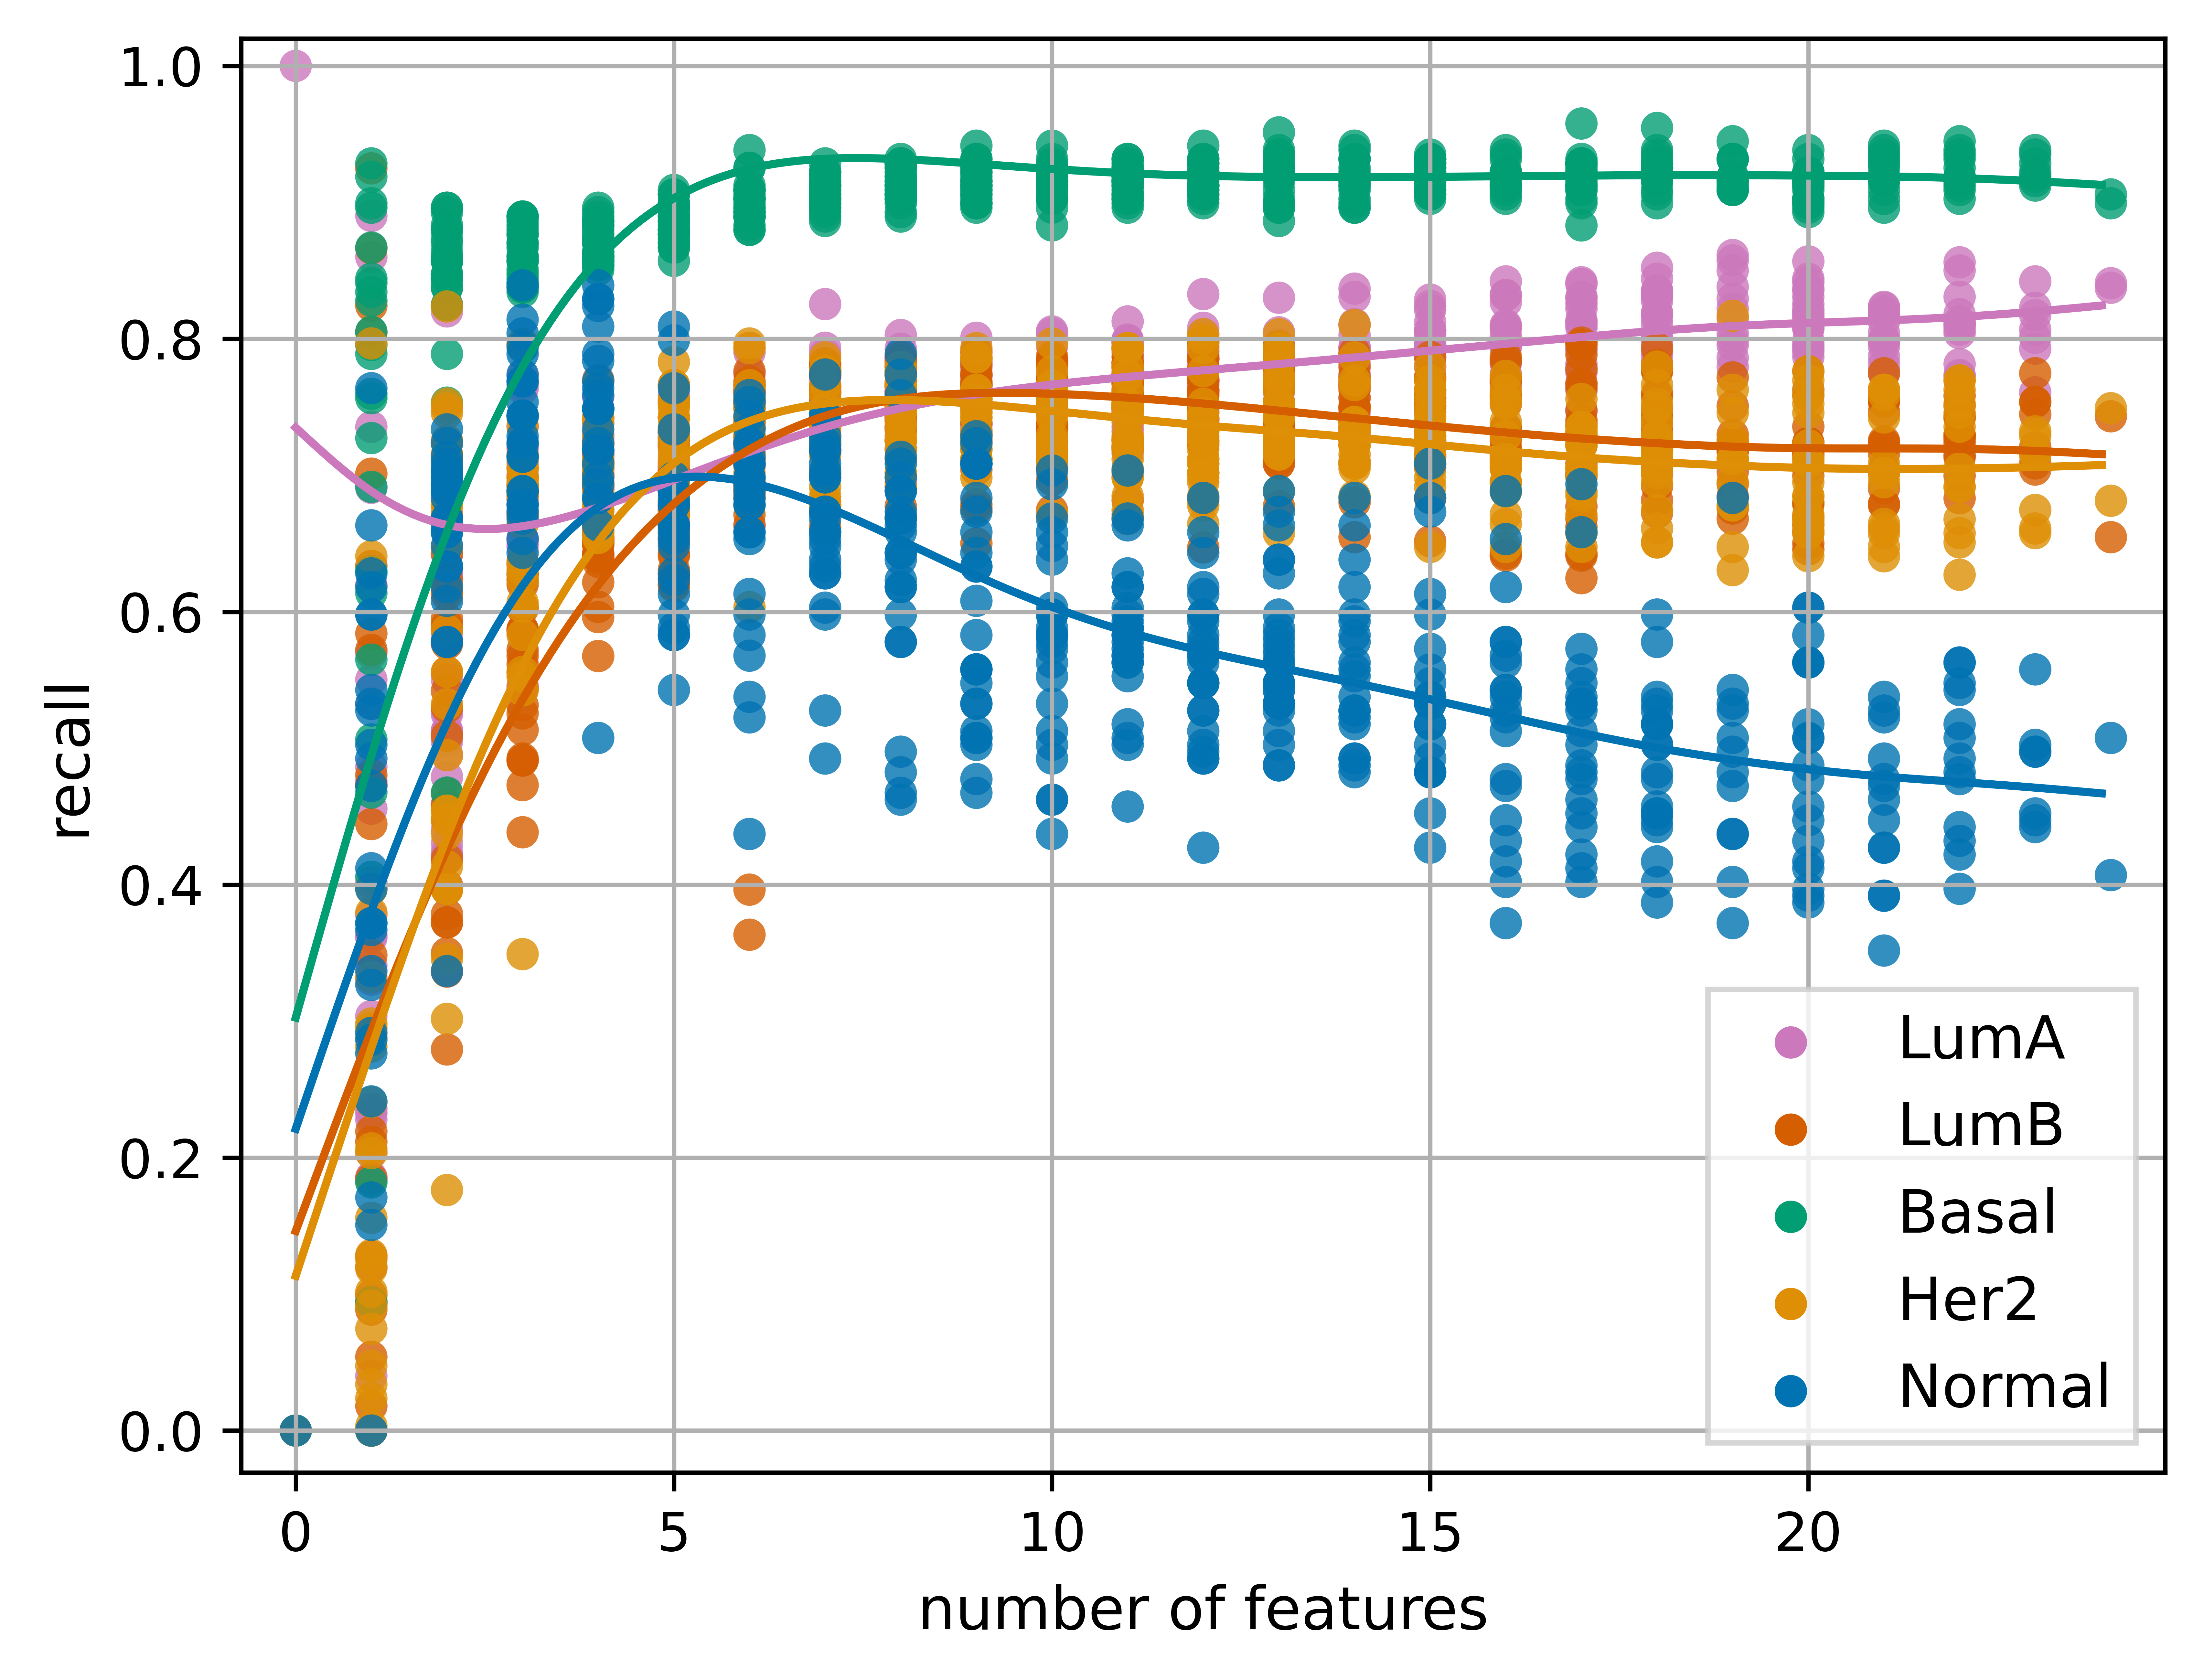 1.0
0.8
0.6
0.4
0.2
0.0
recall
0 5 10 15 20
number of features
LumA
LumB
Basal
Her2
Normal